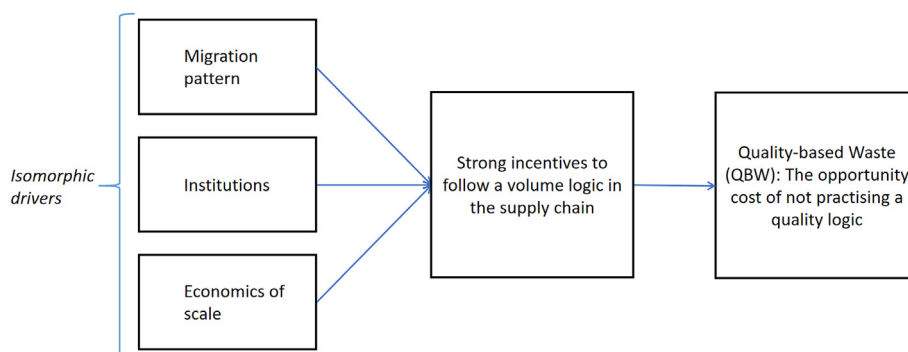 Isomorphic
drivers
Migration
pattern
Institutions
Economics of
scale
Strong incentives to
follow a volume logic in
the supply chain
Quality-based Waste
(QBW): The opportunity
cost of not practising a
quality logic